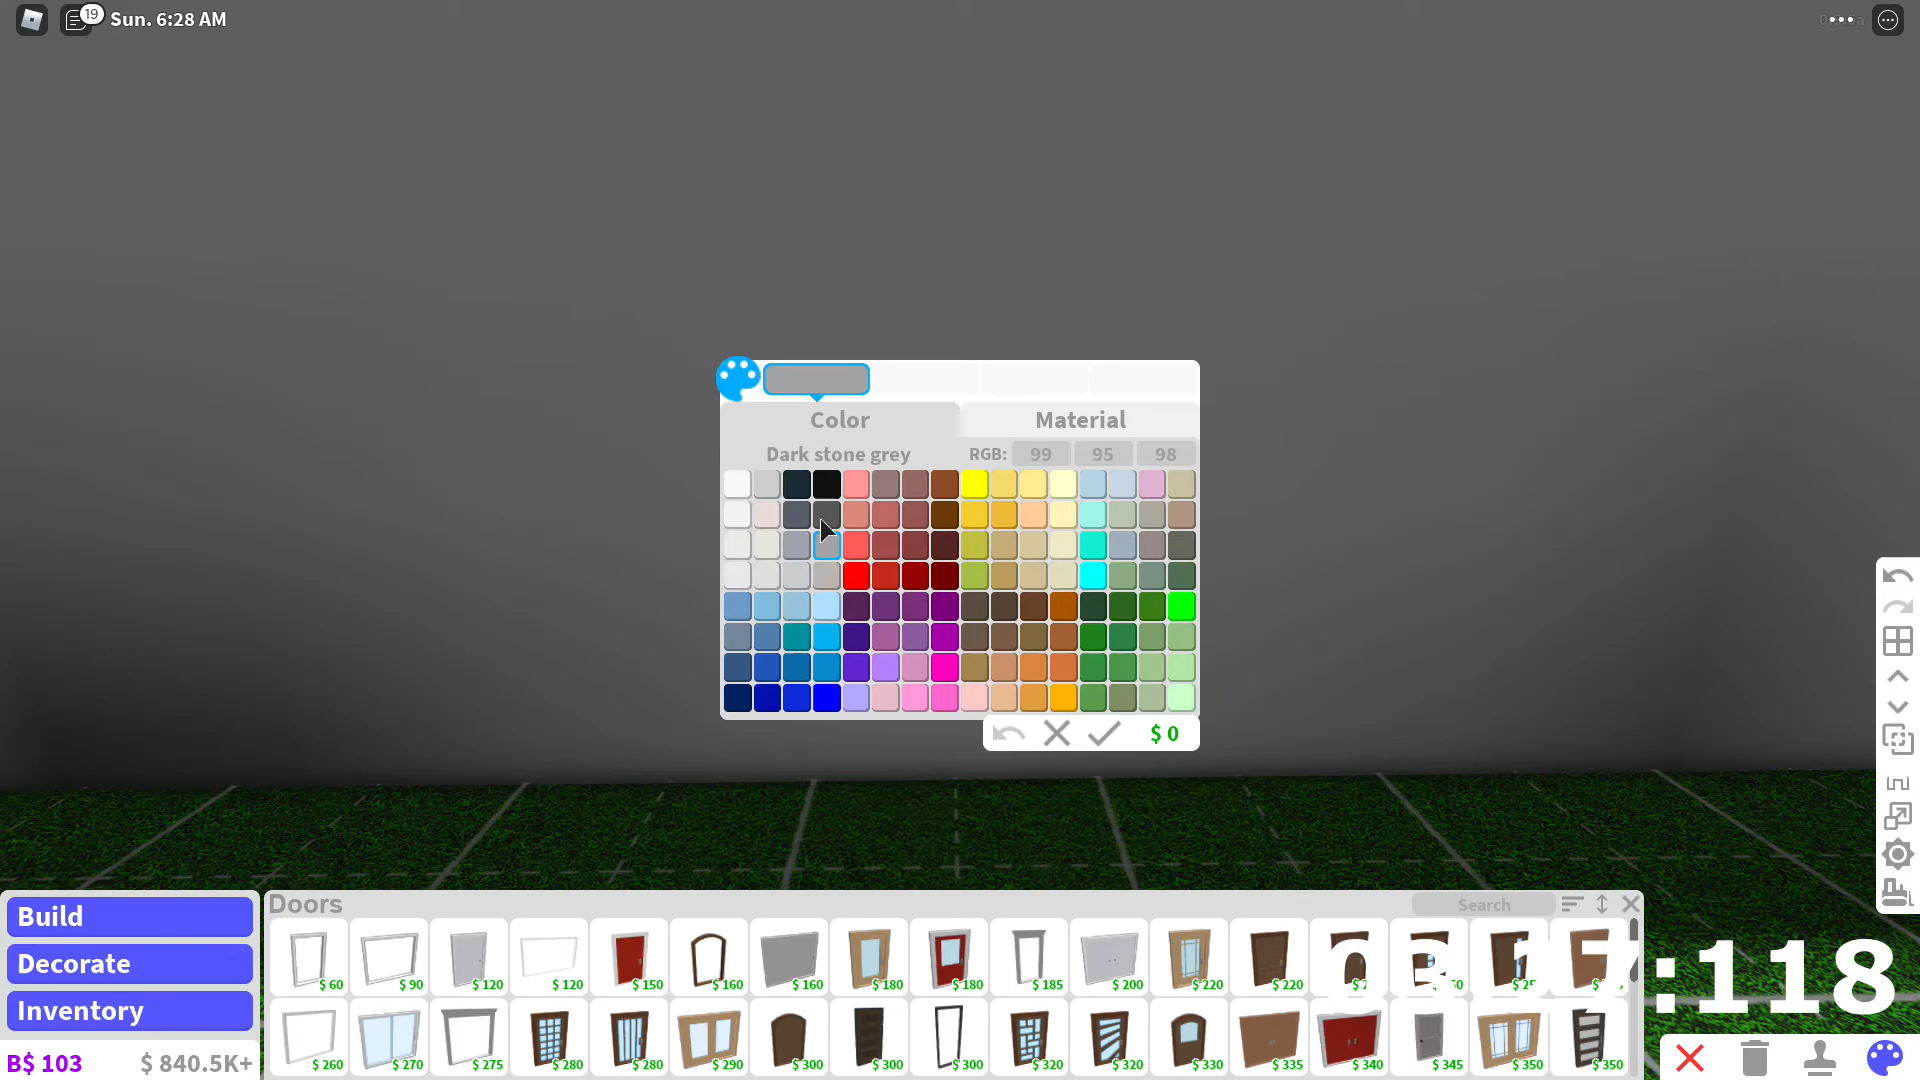 19
Sun. 6:28 AM
Color
Material
Dark stone grey
RGB: 99 95 98
$ 0
Build
Decorate
Inventory
B$ 103
$ 840.5K+
Doors
Search
$ 60
$ 90
$ 120
$ 120
$ 150
$ 160
$ 160
$ 180
$ 180
$ 185
$ 200
$ 220
$ 220
:118
$ 260
$ 270
$ 275
$ 280
$ 280
$ 290
$ 300
$ 300
$ 300
$ 320
$ 320
$ 330
$ 335
$ 340
$ 345
$ 350
$ 350